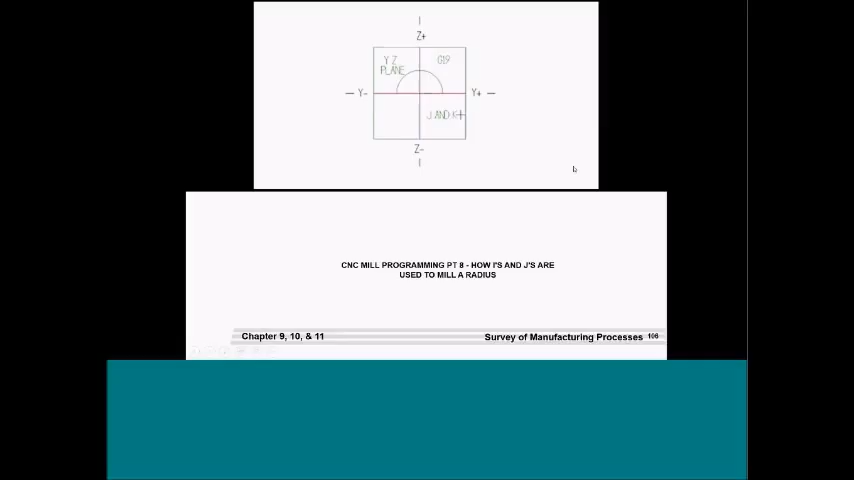 Z+
Y Z
PLANE
G19
Y-
Y+
J AND K
Z-
CNC MILL PROGRAMMING PT 8 - HOW I'S AND J'S ARE
USED TO MILL A RADIUS
Chapter 9, 10, & 11
Survey of Manufacturing Processes 106